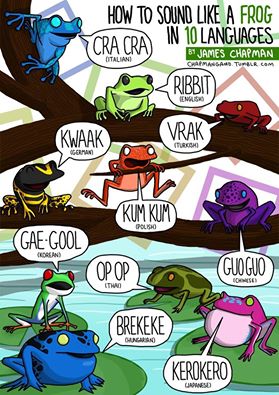 HOW TO SOUND LIKE A FROG
IN 10 LANGUAGES
BY JAMES CHAPMAN
CHAPMANGAMO.TUMBLR.COM
CRA CRA
(ITALIAN)
RIBBIT
(ENGLISH)
VRAK
(TURKISH)
KWAAK
(GERMAN)
KUM KUM
(POLISH)
GUO GUO
(CHINESE)
GAE-GOOL
(KOREAN)
OP OP
(THAI)
BREKEKE
(HUNGARIAN)
KEROKERO
(JAPANESE)